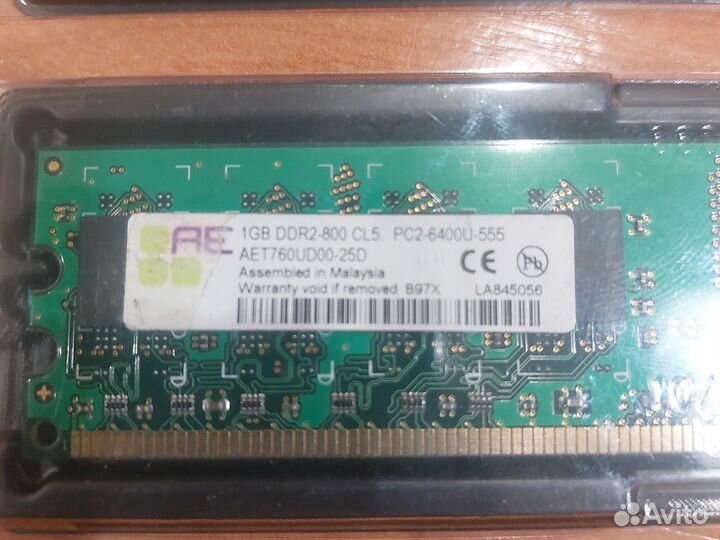 AE
1GB DDR2-800 CL5. PC2-6400U-555
AET760UD00-25D
Assembled in Malaysia
Warranty void if removed B97X LA845056
CE
Pb
Avito